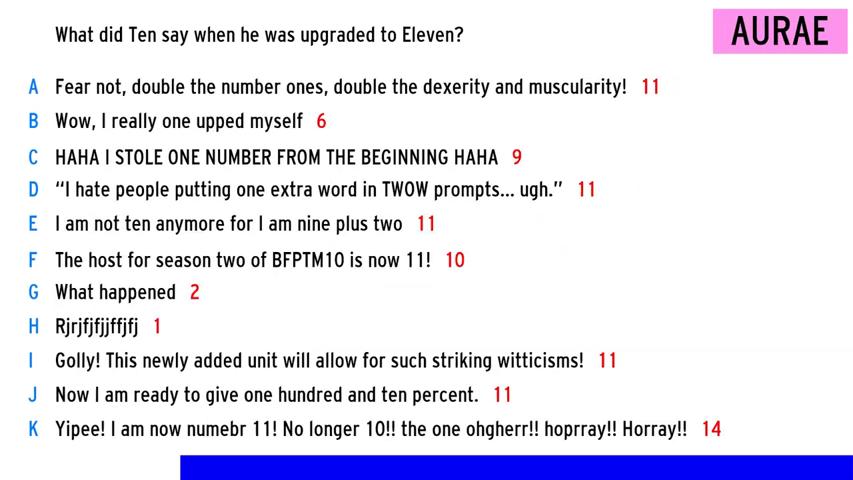 What did Ten say when he was upgraded to Eleven?
AURAE
A Fear not, double the number ones, double the dexerity and muscularity! 11
B Wow, I really one upped myself 6
C HAHA I STOLE ONE NUMBER FROM THE BEGINNING HAHA 9
D “I hate people putting one extra word in TWOW prompts... ugh.” 11
E I am not ten anymore for I am nine plus two 11
F The host for season two of BFPTM10 is now 11! 10
G What happened 2
H Rjrjfjfjjffjfj 1
I Golly! This newly added unit will allow for such striking witticisms! 11
J Now I am ready to give one hundred and ten percent. 11
K Yipee! I am now numebr 11! No longer 10!! the one ohgherr!! hoprray!! Horray!! 14